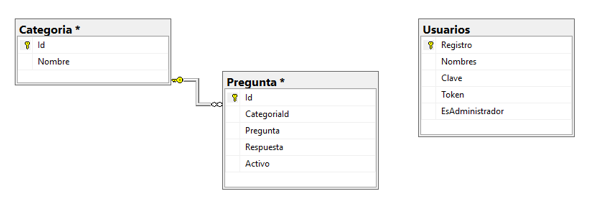 Categoria *
Id
Nombre
Pregunta *
Id
CategoriaId
Pregunta
Respuesta
Activo
Usuarios
Registro
Nombres
Clave
Token
EsAdministrador